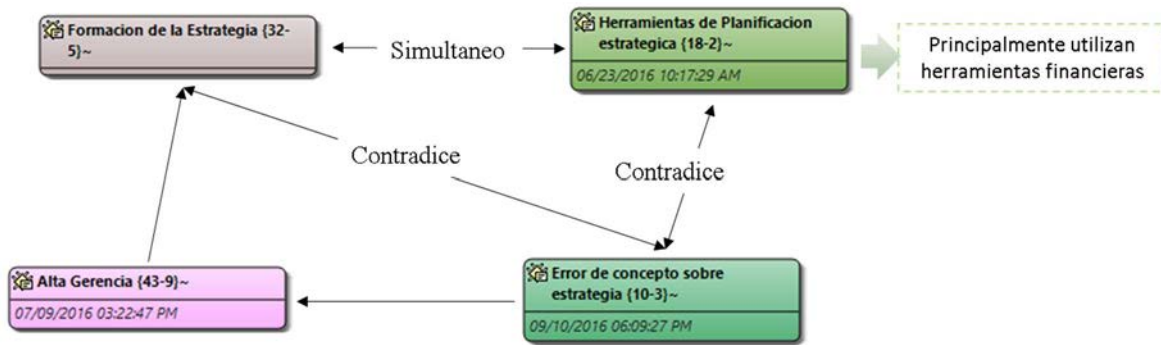 Formacion de la Estrategia {32-
5}~
Simultaneo
Herramientas de Planificacion
estrategica {18-2}~
06/23/2016 10:17:29 AM
Principalmente utilizan
herramientas financieras
Contradice
Contradice
Alta Gerencia {43-9}~
07/09/2016 03:22:47 PM
Error de concepto sobre
estrategia {10-3}~
09/10/2016 06:09:27 PM